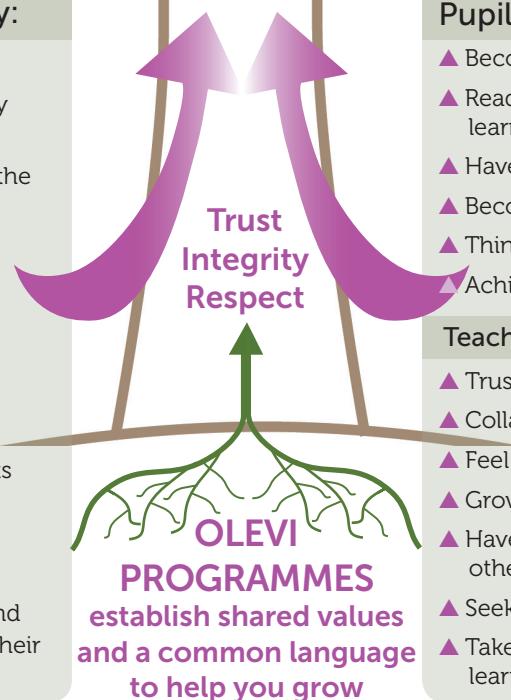 y:
y
the
s
nd
heir
Trust
Integrity
Respect
OLEVI
PROGRAMMES
establish shared values
and a common language
to help you grow
Pupil
Beco
Read
learn
Have
Beco
Thin
Achi
Teach
Trus
Colla
Feel
Grov
Have
othe
Seek
Take
learn